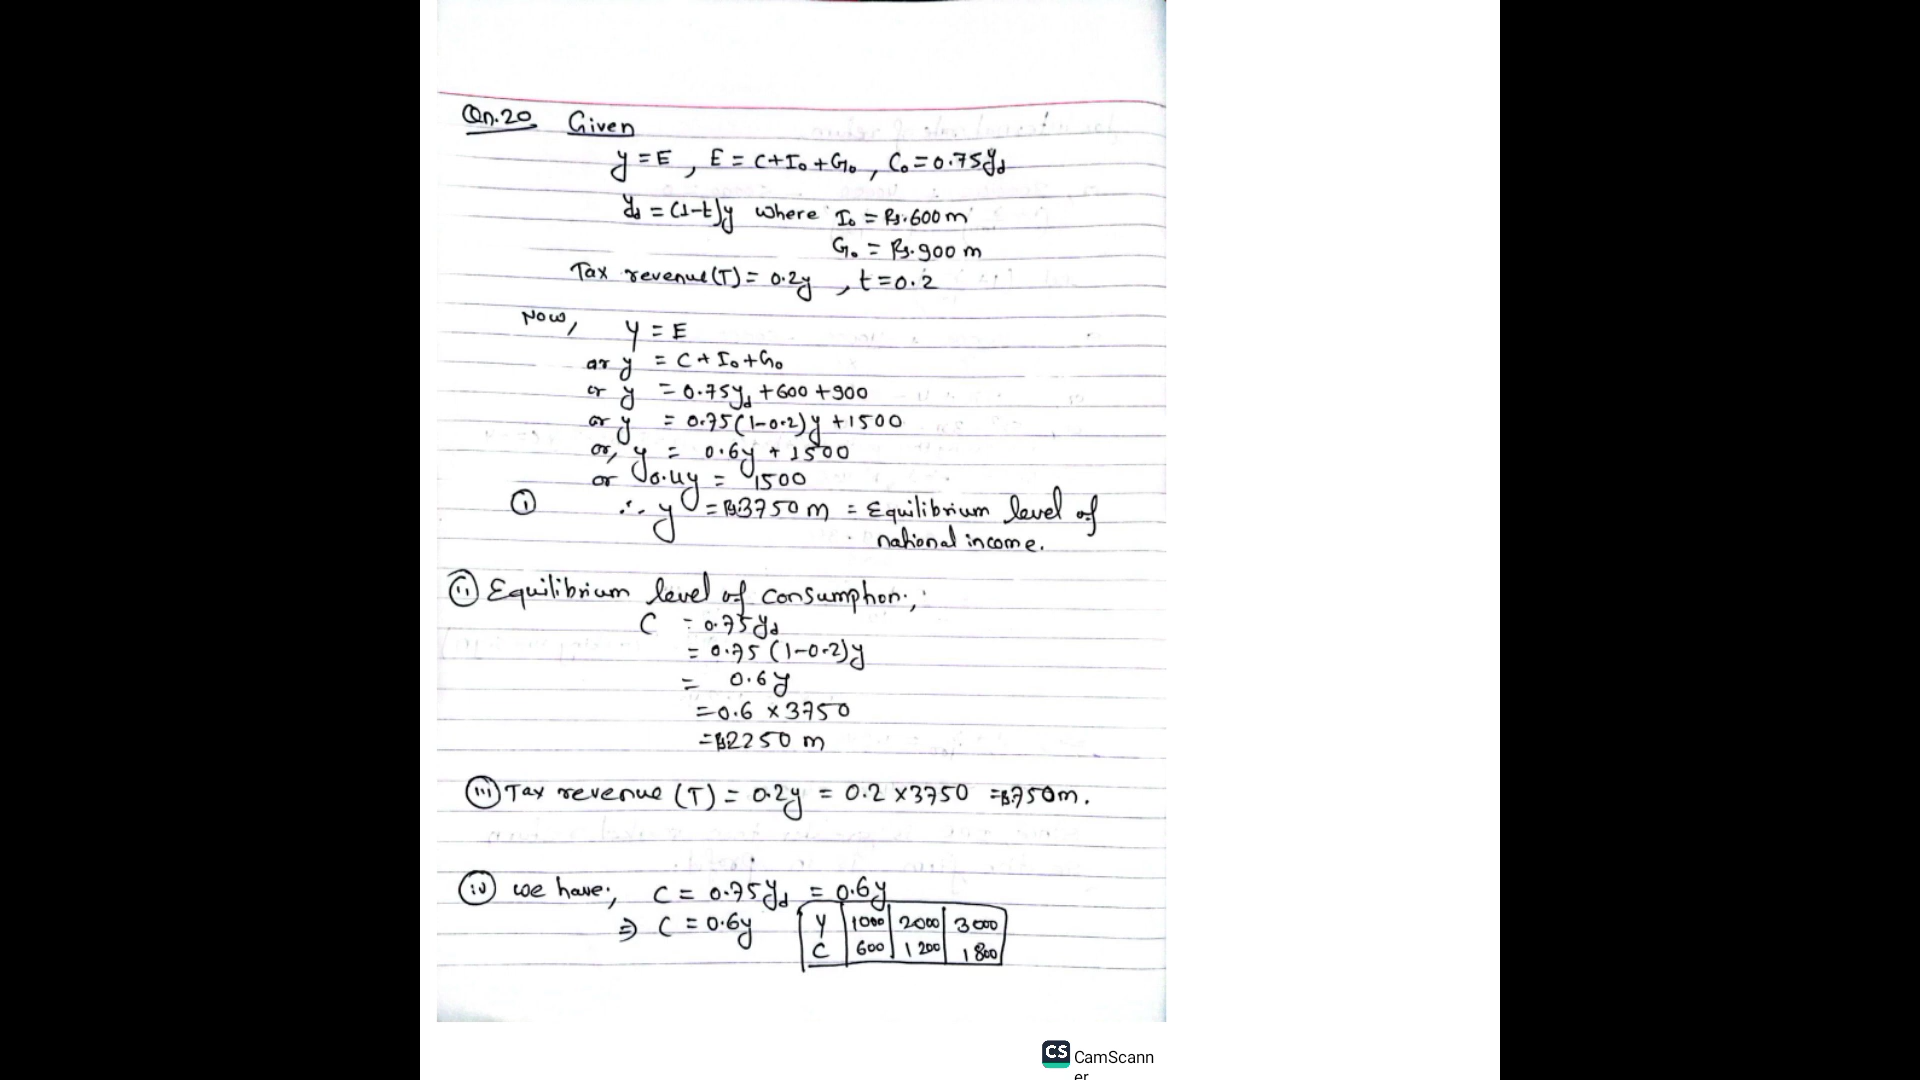 Qn.20 Given
y = E , E = C+I₀+G₀ , C₀ = 0.75yd
yd = (1-t)y where I₀ = Rs.600 m
G₀ = Rs.900 m
Tax revenue (T) = 0.2y , t = 0.2
Now, y = E
or y = C + I₀ + G₀
or y = 0.75yd + 600 + 900
or y = 0.75(1-0.2)y + 1500
or, y = 0.6y + 1500
or 0.4y = 1500
(i) ∴ y = Rs3750 m = Equilibrium level of
national income.
(ii) Equilibrium level of consumption;
C = 0.75yd
= 0.75 (1-0.2)y
= 0.6y
= 0.6 × 3750
= Rs2250 m
(iii) Tax revenue (T) = 0.2y = 0.2 × 3750 = Rs750m.
(iv) we have; C = 0.75yd = 0.6y
⇒ C = 0.6y
Y 1000 2000 3000
C 600 1200 1800
CS CamScann
er